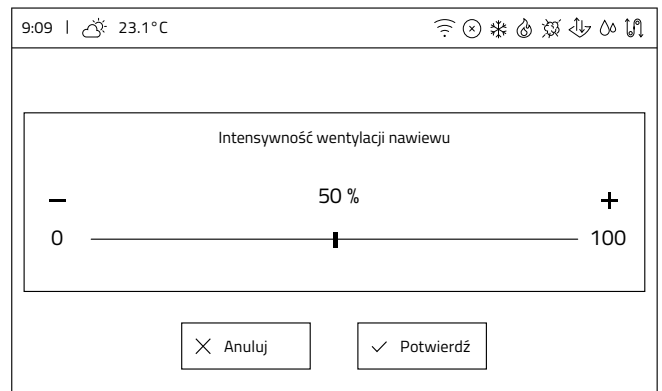 9:09 | 23.1°C
Intensywność wentylacji nawiewu
50 %
0 100
Anuluj Potwierdź